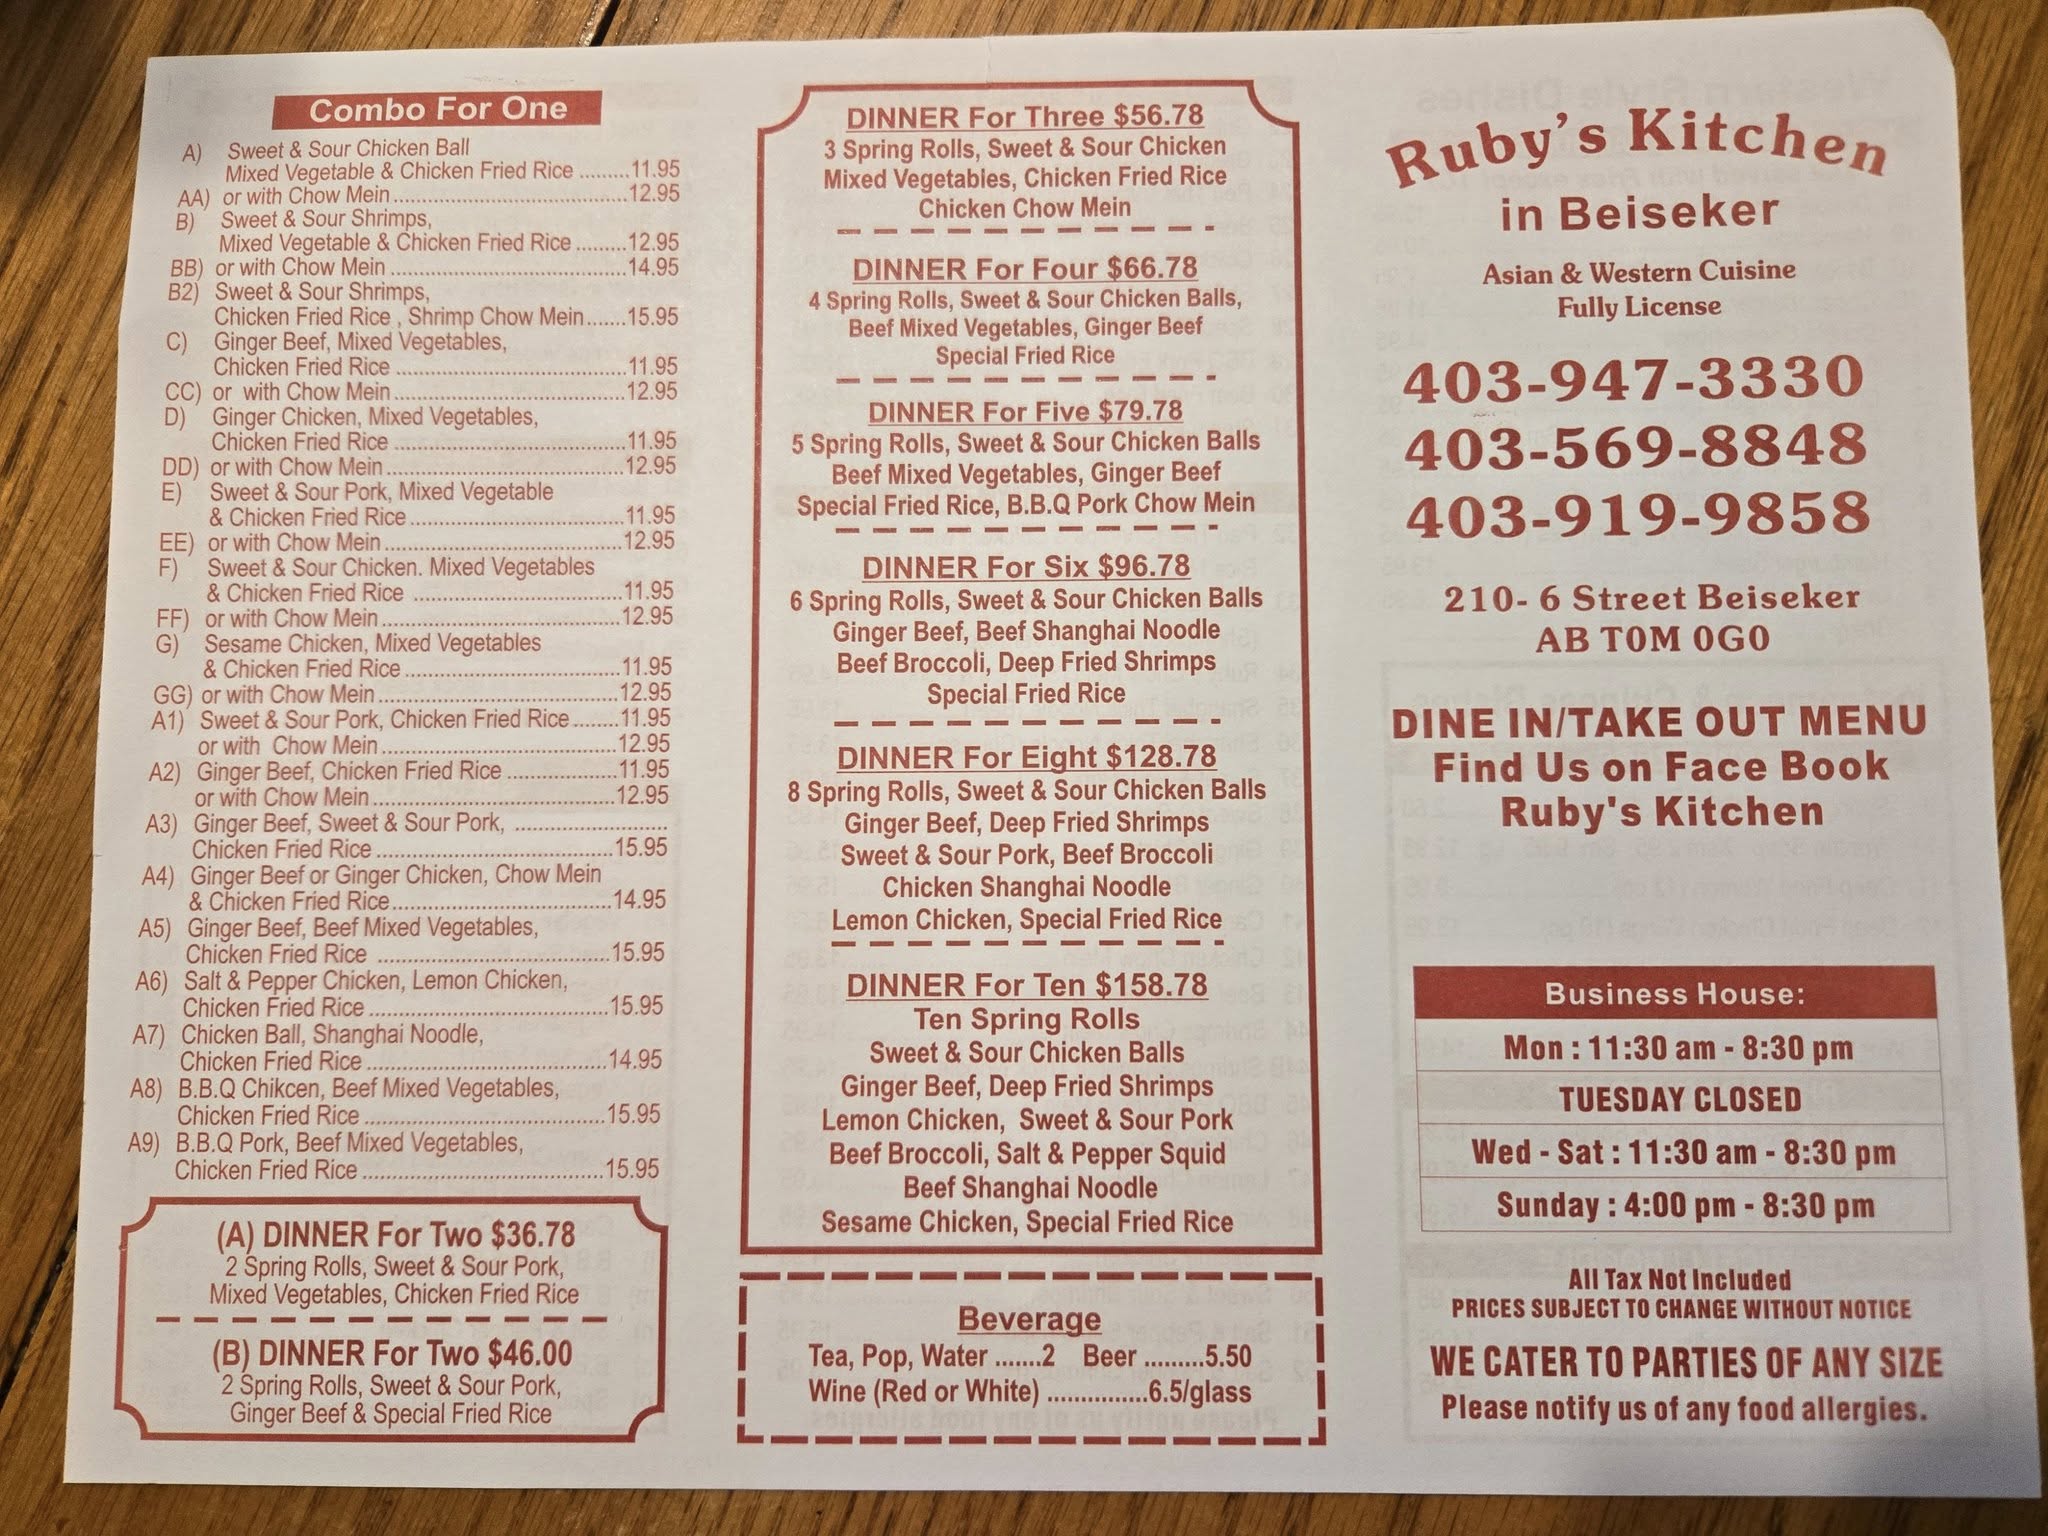 Combo For One
A) Sweet & Sour Chicken Ball
Mixed Vegetable & Chicken Fried Rice .........11.95
AA) or with Chow Mein.....................................12.95
B) Sweet & Sour Shrimps,
Mixed Vegetable & Chicken Fried Rice .........12.95
BB) or with Chow Mein ......................................14.95
B2) Sweet & Sour Shrimps,
Chicken Fried Rice , Shrimp Chow Mein.......15.95
C) Ginger Beef, Mixed Vegetables,
Chicken Fried Rice .....................................11.95
CC) or with Chow Mein.....................................12.95
D) Ginger Chicken, Mixed Vegetables,
Chicken Fried Rice .....................................11.95
DD) or with Chow Mein......................................12.95
E) Sweet & Sour Pork, Mixed Vegetable
& Chicken Fried Rice..................................11.95
EE) or with Chow Mein......................................12.95
F) Sweet & Sour Chicken. Mixed Vegetables
& Chicken Fried Rice .................................11.95
FF) or with Chow Mein......................................12.95
G) Sesame Chicken, Mixed Vegetables
& Chicken Fried Rice...................................11.95
GG) or with Chow Mein.......................................12.95
A1) Sweet & Sour Pork, Chicken Fried Rice........11.95
or with Chow Mein......................................12.95
A2) Ginger Beef, Chicken Fried Rice .................11.95
or with Chow Mein.......................................12.95
A3) Ginger Beef, Sweet & Sour Pork, ........................
Chicken Fried Rice ......................................15.95
A4) Ginger Beef or Ginger Chicken, Chow Mein
& Chicken Fried Rice...................................14.95
A5) Ginger Beef, Beef Mixed Vegetables,
Chicken Fried Rice .....................................15.95
A6) Salt & Pepper Chicken, Lemon Chicken,
Chicken Fried Rice.......................................15.95
A7) Chicken Ball, Shanghai Noodle,
Chicken Fried Rice.......................................14.95
A8) B.B.Q Chikcen, Beef Mixed Vegetables,
Chicken Fried Rice .......................................15.95
A9) B.B.Q Pork, Beef Mixed Vegetables,
Chicken Fried Rice .......................................15.95
(A) DINNER For Two $36.78
2 Spring Rolls, Sweet & Sour Pork,
Mixed Vegetables, Chicken Fried Rice
(B) DINNER For Two $46.00
2 Spring Rolls, Sweet & Sour Pork,
Ginger Beef & Special Fried Rice
DINNER For Three $56.78
3 Spring Rolls, Sweet & Sour Chicken
Mixed Vegetables, Chicken Fried Rice
Chicken Chow Mein
DINNER For Four $66.78
4 Spring Rolls, Sweet & Sour Chicken Balls,
Beef Mixed Vegetables, Ginger Beef
Special Fried Rice
DINNER For Five $79.78
5 Spring Rolls, Sweet & Sour Chicken Balls
Beef Mixed Vegetables, Ginger Beef
Special Fried Rice, B.B.Q Pork Chow Mein
DINNER For Six $96.78
6 Spring Rolls, Sweet & Sour Chicken Balls
Ginger Beef, Beef Shanghai Noodle
Beef Broccoli, Deep Fried Shrimps
Special Fried Rice
DINNER For Eight $128.78
8 Spring Rolls, Sweet & Sour Chicken Balls
Ginger Beef, Deep Fried Shrimps
Sweet & Sour Pork, Beef Broccoli
Chicken Shanghai Noodle
Lemon Chicken, Special Fried Rice
DINNER For Ten $158.78
Ten Spring Rolls
Sweet & Sour Chicken Balls
Ginger Beef, Deep Fried Shrimps
Lemon Chicken, Sweet & Sour Pork
Beef Broccoli, Salt & Pepper Squid
Beef Shanghai Noodle
Sesame Chicken, Special Fried Rice
Beverage
Tea, Pop, Water .......2 Beer .........5.50
Wine (Red or White) ...............6.5/glass
Ruby's Kitchen
in Beiseker
Asian & Western Cuisine
Fully License
403-947-3330
403-569-8848
403-919-9858
210- 6 Street Beiseker
AB T0M 0G0
DINE IN/TAKE OUT MENU
Find Us on Face Book
Ruby's Kitchen
Business House:
Mon : 11:30 am - 8:30 pm
TUESDAY CLOSED
Wed - Sat : 11:30 am - 8:30 pm
Sunday : 4:00 pm - 8:30 pm
All Tax Not Included
PRICES SUBJECT TO CHANGE WITHOUT NOTICE
WE CATER TO PARTIES OF ANY SIZE
Please notify us of any food allergies.